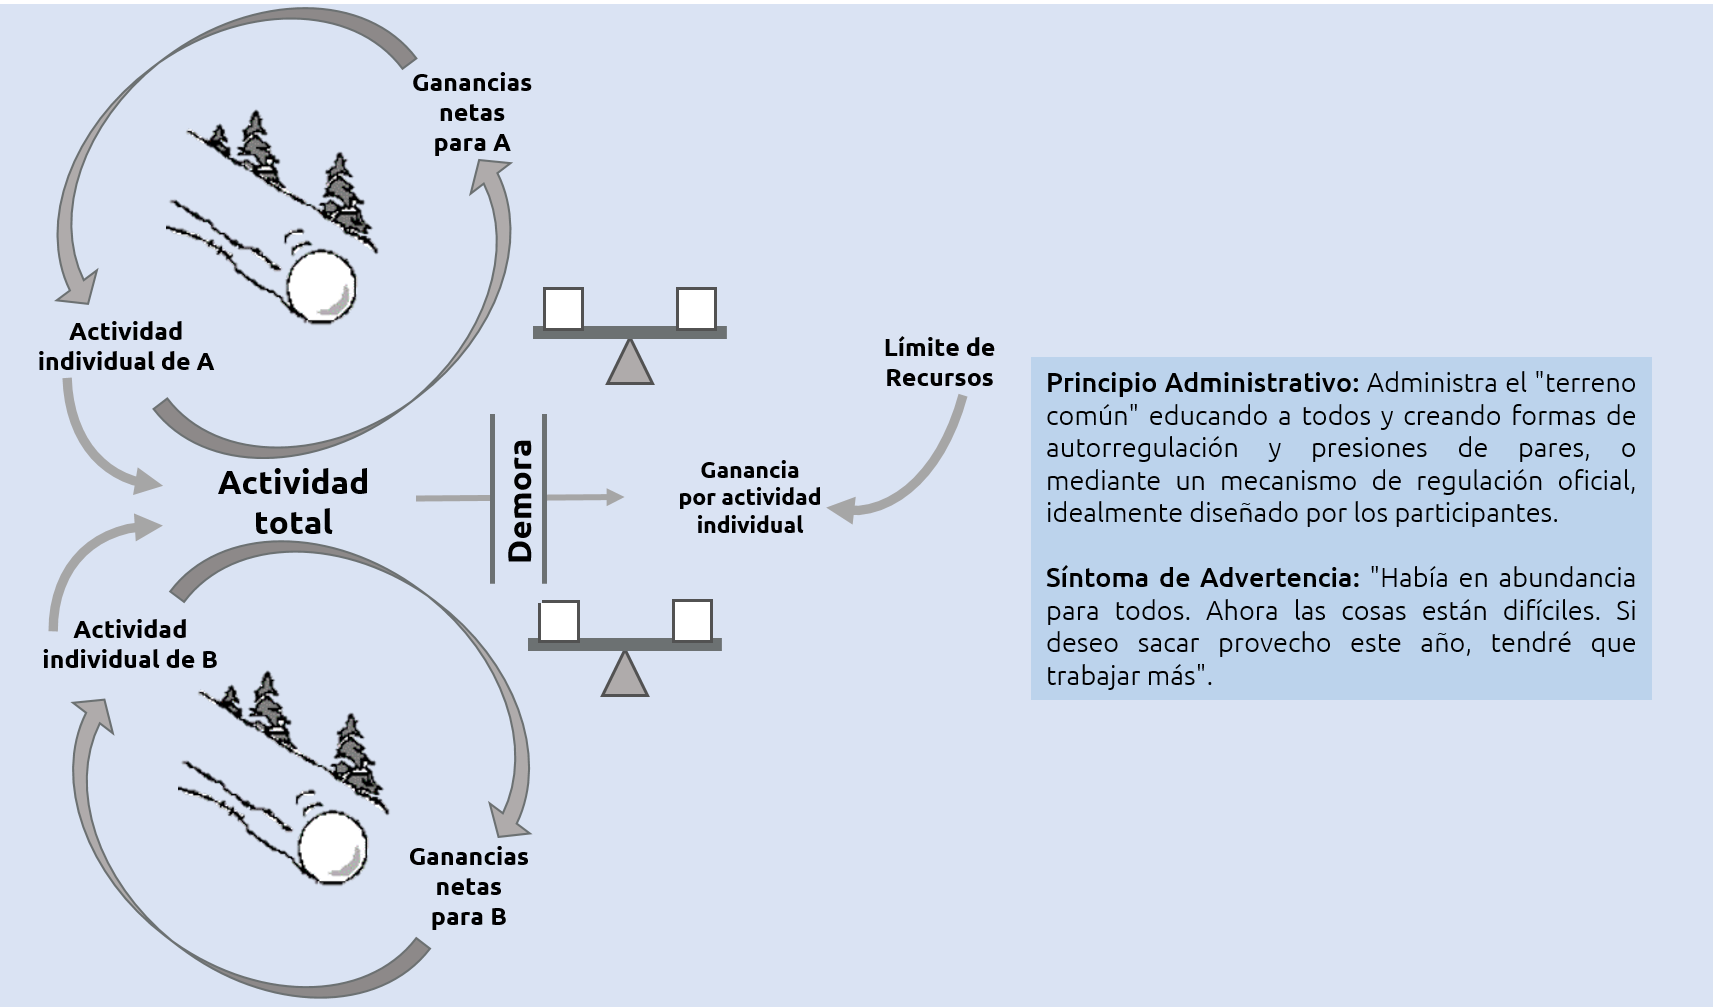 Ganancias
netas
para A
Actividad
individual de A
Límite de
Recursos
Actividad
total
Demora
Ganancia
por actividad
individual
Actividad
individual de B
Ganancias
netas
para B
Principio Administrativo: Administra el "terreno
común" educando a todos y creando formas de
autorregulación y presiones de pares, o
mediante un mecanismo de regulación oficial,
idealmente diseñado por los participantes.
Síntoma de Advertencia: "Había en abundancia
para todos. Ahora las cosas están difíciles. Si
deseo sacar provecho este año, tendré que
trabajar más".